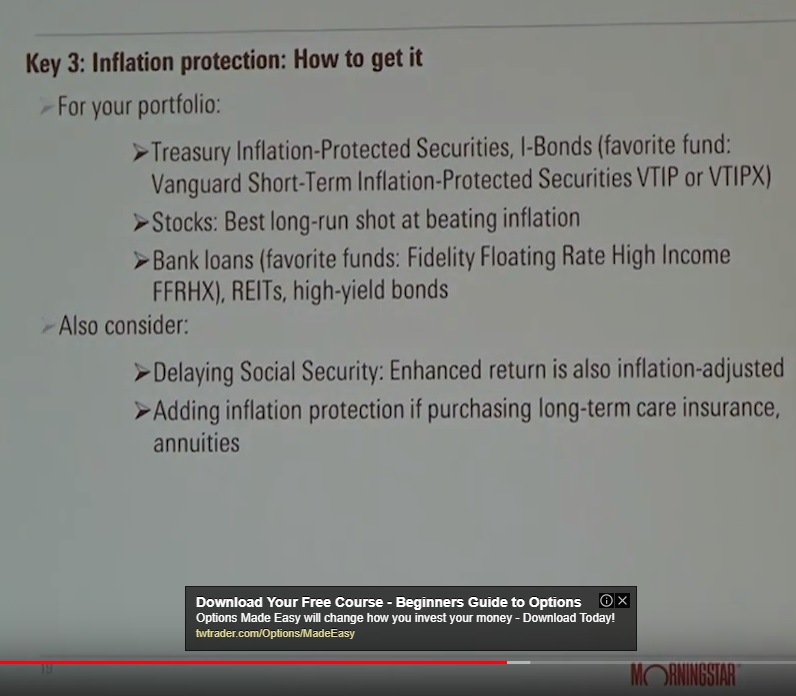 Key 3: Inflation protection: How to get it
For your portfolio:
Treasury Inflation-Protected Securities, I-Bonds (favorite fund:
Vanguard Short-Term Inflation-Protected Securities VTIP or VTIPX)
Stocks: Best long-run shot at beating inflation
Bank loans (favorite funds: Fidelity Floating Rate High Income
FFRHX), REITs, high-yield bonds
Also consider:
Delaying Social Security: Enhanced return is also inflation-adjusted
Adding inflation protection if purchasing long-term care insurance,
annuities
Download Your Free Course - Beginners Guide to Options
Options Made Easy will change how you invest your money - Download Today!
twtrader.com/Options/MadeEasy
19
MORNINGSTAR